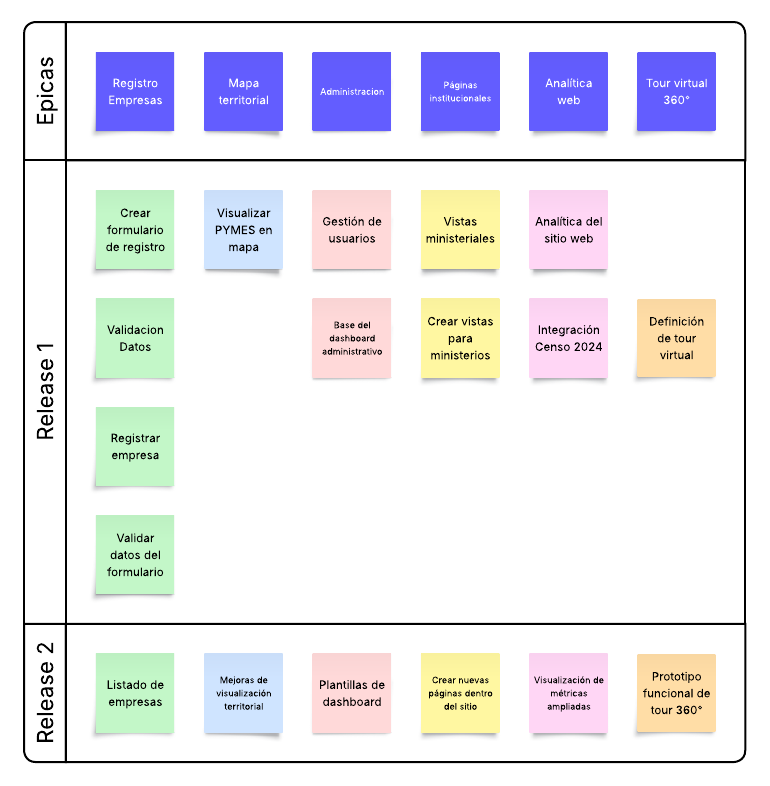 Epicas
Registro
Empresas
Mapa
territorial
Administracion
Páginas
institucionales
Analítica
web
Tour virtual
360°
Release 1
Crear
formulario
de registro
Visualizar
PYMES en
mapa
Gestión de
usuarios
Vistas
ministeriales
Analítica del
sitio web
Validacion
Datos
Base del
dashboard
administrativo
Crear vistas
para
ministerios
Integración
Censo 2024
Definición
de tour
virtual
Registrar
empresa
Validar
datos del
formulario
Release 2
Listado de
empresas
Mejoras de
visualización
territorial
Plantillas de
dashboard
Crear nuevas
páginas dentro
del sitio
Visualización de
métricas
ampliadas
Prototipo
funcional de
tour 360°